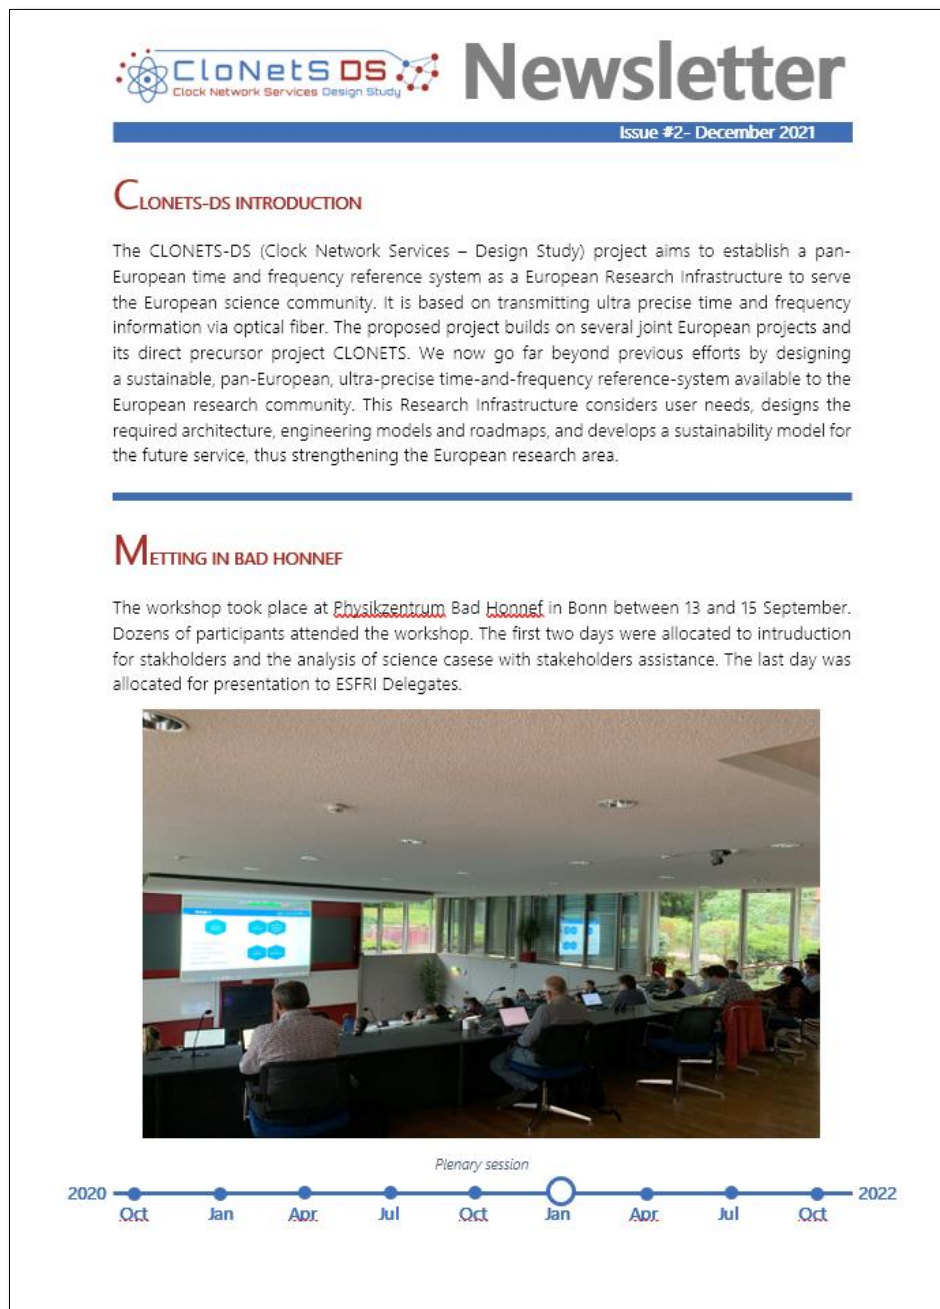 CLoNetS DS
Clock Network Services Design Study
Newsletter
Issue #2- December 2021
CLONETS-DS INTRODUCTION
The CLONETS-DS (Clock Network Services – Design Study) project aims to establish a pan-
European time and frequency reference system as a European Research Infrastructure to serve
the European science community. It is based on transmitting ultra precise time and frequency
information via optical fiber. The proposed project builds on several joint European projects and
its direct precursor project CLONETS. We now go far beyond previous efforts by designing
a sustainable, pan-European, ultra-precise time-and-frequency reference-system available to the
European research community. This Research Infrastructure considers user needs, designs the
required architecture, engineering models and roadmaps, and develops a sustainability model for
the future service, thus strengthening the European research area.
METTING IN BAD HONNEF
The workshop took place at Physikzentrum Bad Honnef in Bonn between 13 and 15 September.
Dozens of participants attended the workshop. The first two days were allocated to intruduction
for stakholders and the analysis of science casese with stakeholders assistance. The last day was
allocated for presentation to ESFRI Delegates.
Plenary session
2020 2022
Oct Jan Apr Jul Oct Jan Apr Jul Oct